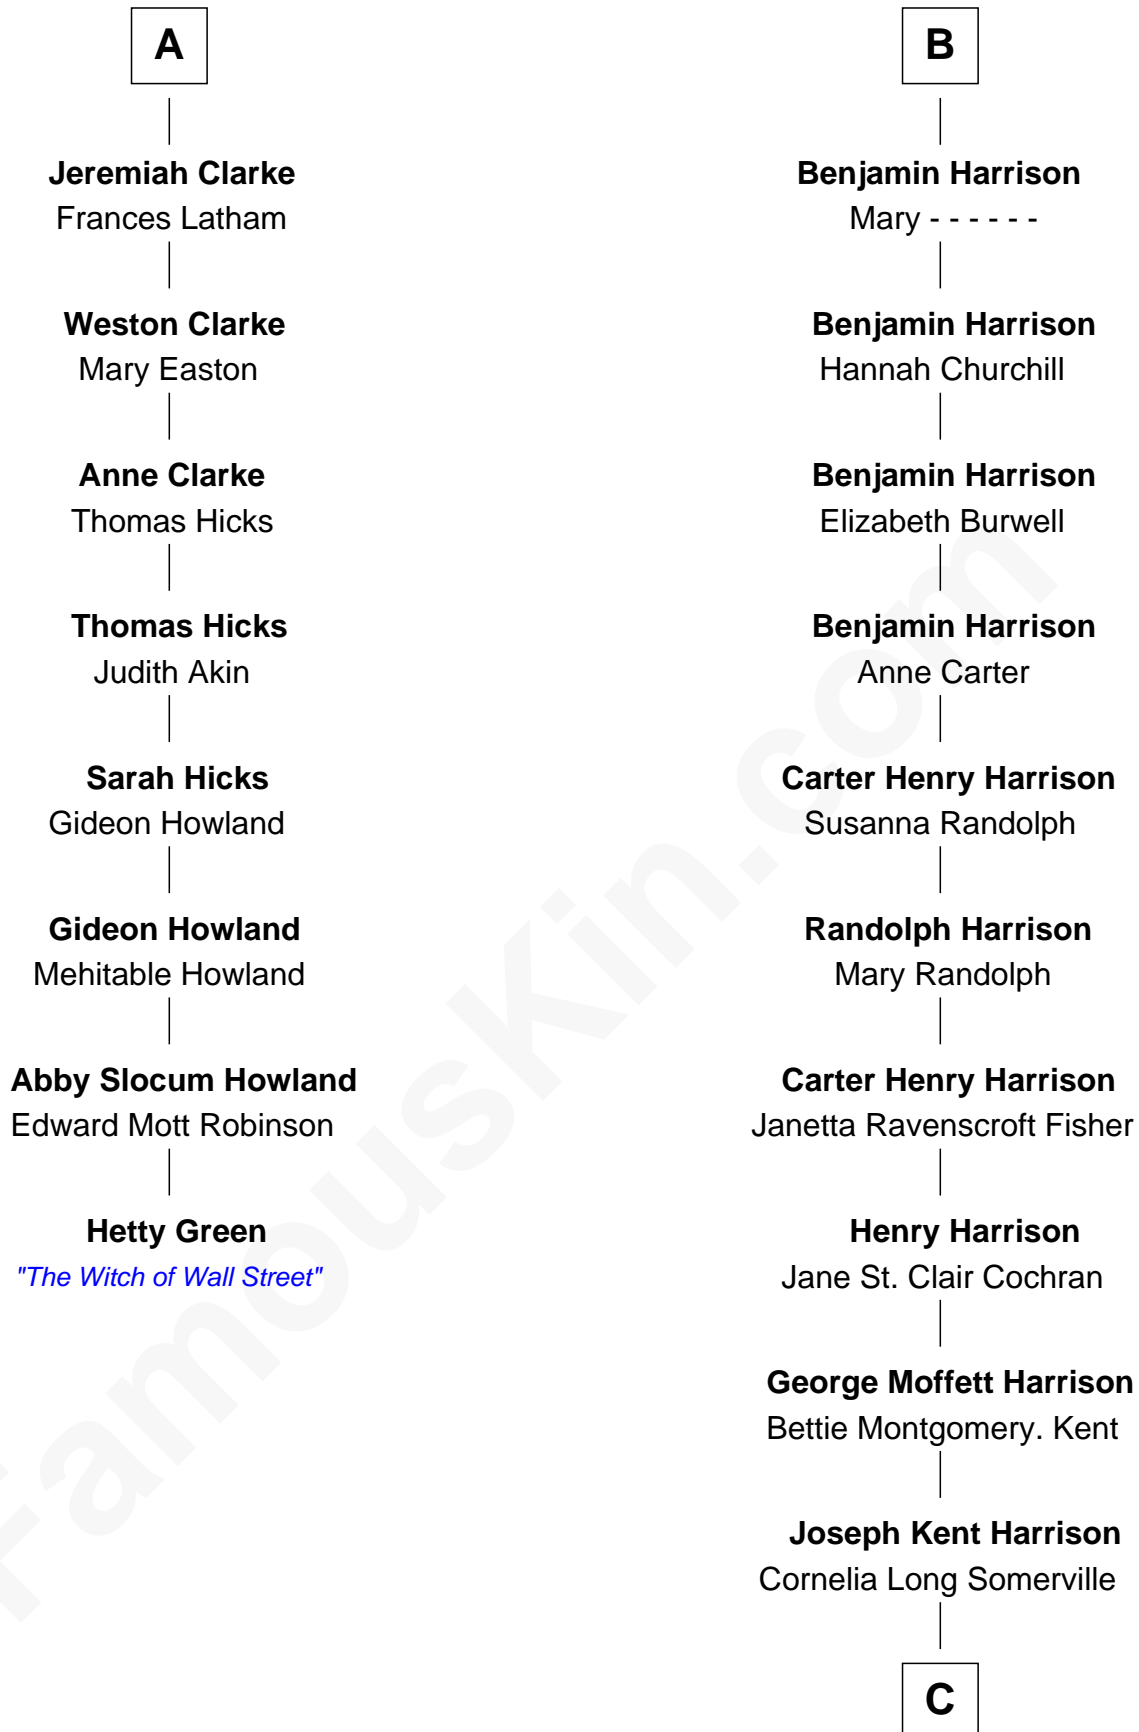 A
Jeremiah Clarke
Frances Latham
Weston Clarke
Mary Easton
Anne Clarke
Thomas Hicks
Thomas Hicks
Judith Akin
Sarah Hicks
Gideon Howland
Gideon Howland
Mehitable Howland
Abby Slocum Howland
Edward Mott Robinson
Hetty Green
"The Witch of Wall Street"
B
Benjamin Harrison
Mary - - - - - -
Benjamin Harrison
Hannah Churchill
Benjamin Harrison
Elizabeth Burwell
Benjamin Harrison
Anne Carter
Carter Henry Harrison
Susanna Randolph
Randolph Harrison
Mary Randolph
Carter Henry Harrison
Janetta Ravenscroft Fisher
Henry Harrison
Jane St. Clair Cochran
George Moffett Harrison
Bettie Montgomery. Kent
Joseph Kent Harrison
Cornelia Long Somerville
C
FamousKin.com